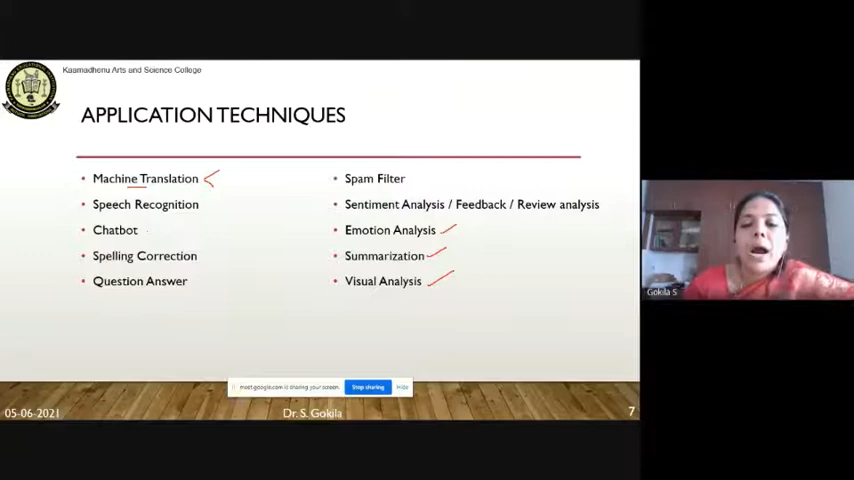 Kaamadhenu Arts and Science College
APPLICATION TECHNIQUES
• Machine Translation
• Speech Recognition
• Chatbot
• Spelling Correction
• Question Answer
• Spam Filter
• Sentiment Analysis / Feedback / Review analysis
• Emotion Analysis
• Summarization
• Visual Analysis
meet.google.com is sharing your screen. Stop sharing Hide
05-06-2021 Dr. S. Gokila 7
Gokila S